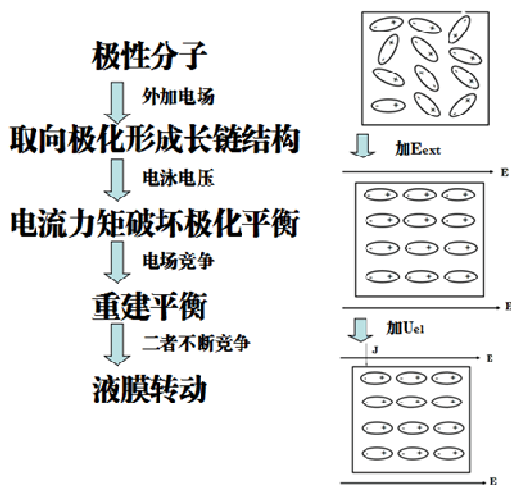 极性分子
外加电场
取向极化形成长链结构
电泳电压
电流力矩破坏极化平衡
电场竞争
重建平衡
二者不断竞争
液膜转动
加Eext
E
E
加Uel
J
E
E